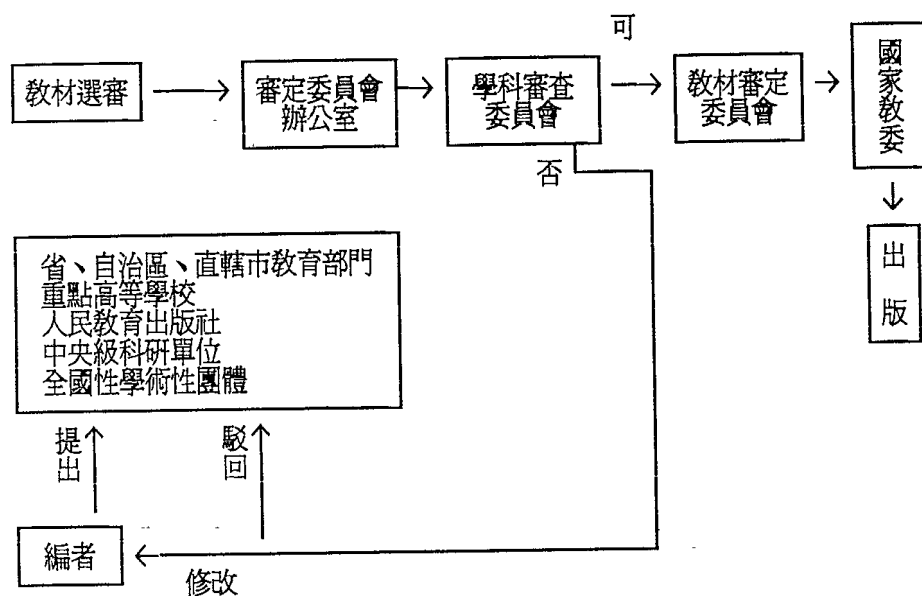 可
教材選審
審定委員會
辦公室
學科審查
委員會
教材審定
委員會
國家教委
否
出版
省、自治區、直轄市教育部門
重點高等學校
人民教育出版社
中央級科研單位
全國性學術性團體
提出
駁回
編者
修改